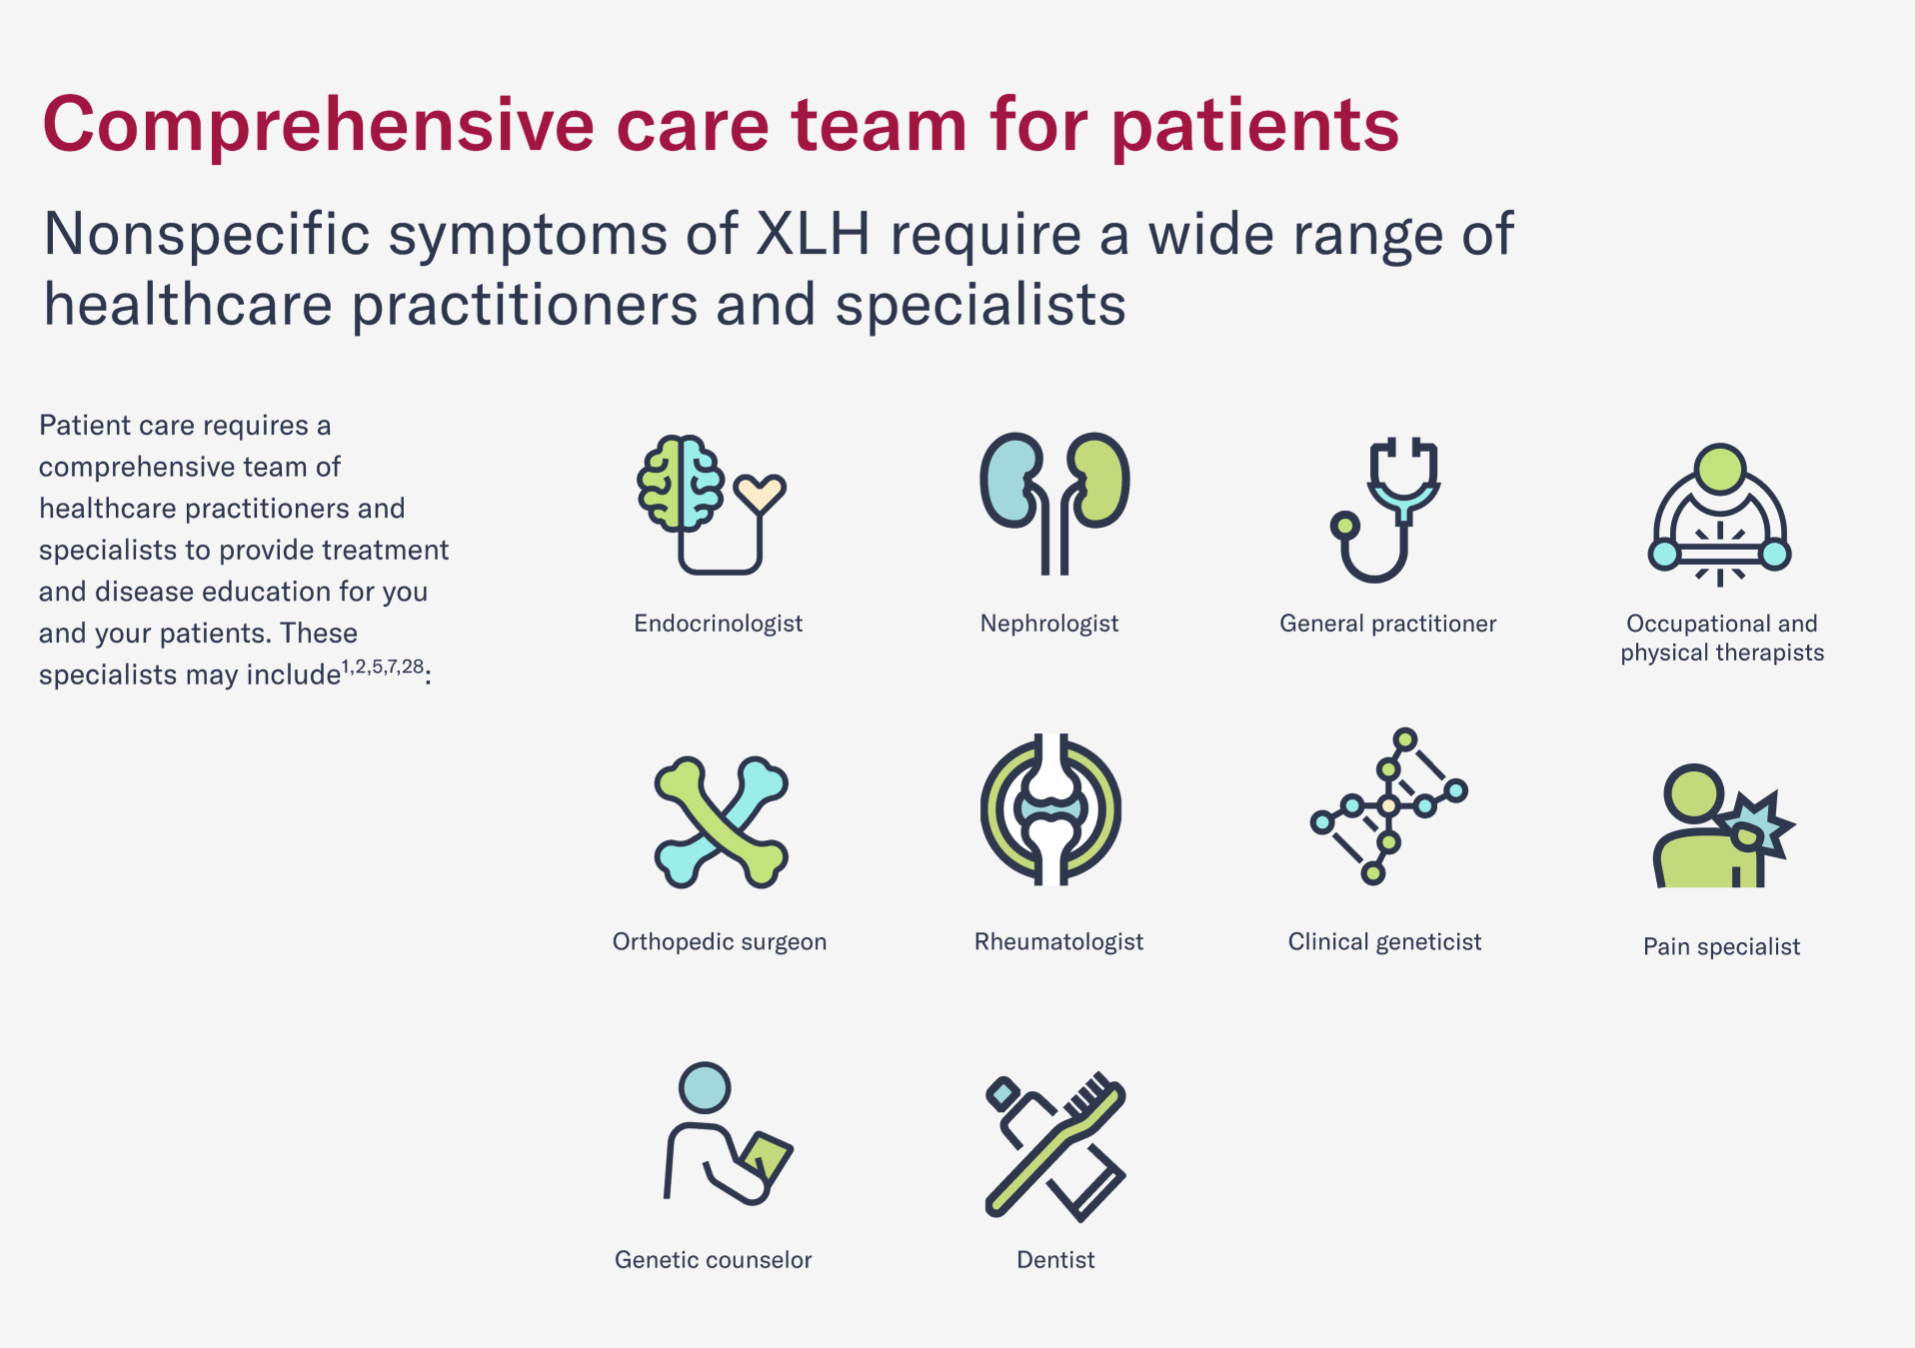 Comprehensive care team for patients
Nonspecific symptoms of XLH require a wide range of
healthcare practitioners and specialists
Patient care requires a
comprehensive team of
healthcare practitioners and
specialists to provide treatment
and disease education for you
and your patients. These
specialists may include1,2,5,7,28:
Endocrinologist
Nephrologist
General practitioner
Occupational and
physical therapists
Orthopedic surgeon
Rheumatologist
Clinical geneticist
Pain specialist
Genetic counselor
Dentist